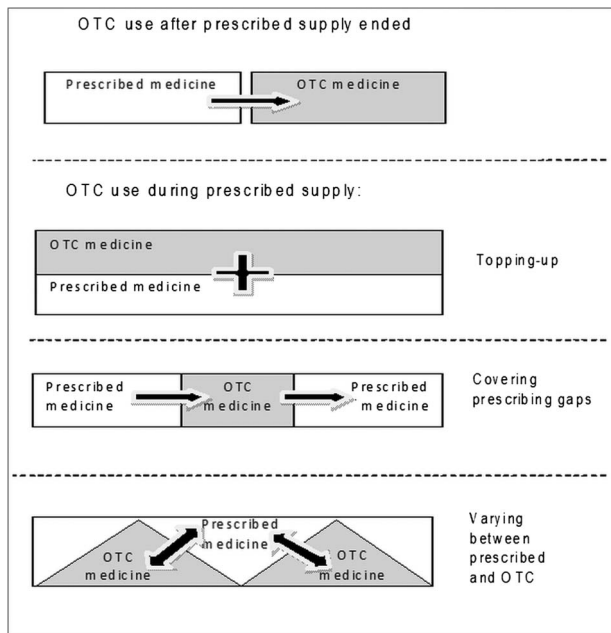 OTC use after prescribed supply ended
Prescribed medicine
OTC medicine
OTC use during prescribed supply:
OTC medicine
Prescribed medicine
Topping-up
Prescribed
medicine
OTC
medicine
Prescribed
medicine
Covering
prescribing gaps
Prescribed
medicine
OTC
medicine
OTC
medicine
Varying
between
prescribed
and OTC